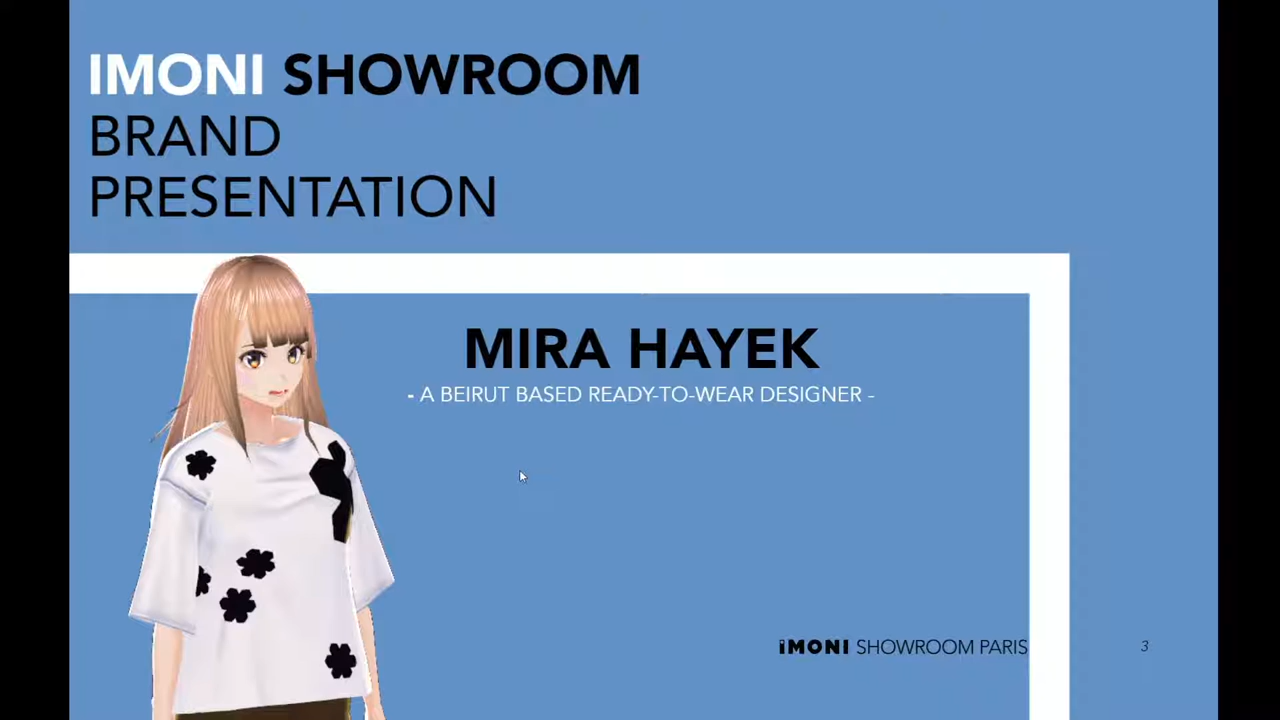 IMONI SHOWROOM
BRAND
PRESENTATION
MIRA HAYEK
- A BEIRUT BASED READY-TO-WEAR DESIGNER -
iMONI SHOWROOM PARIS
3